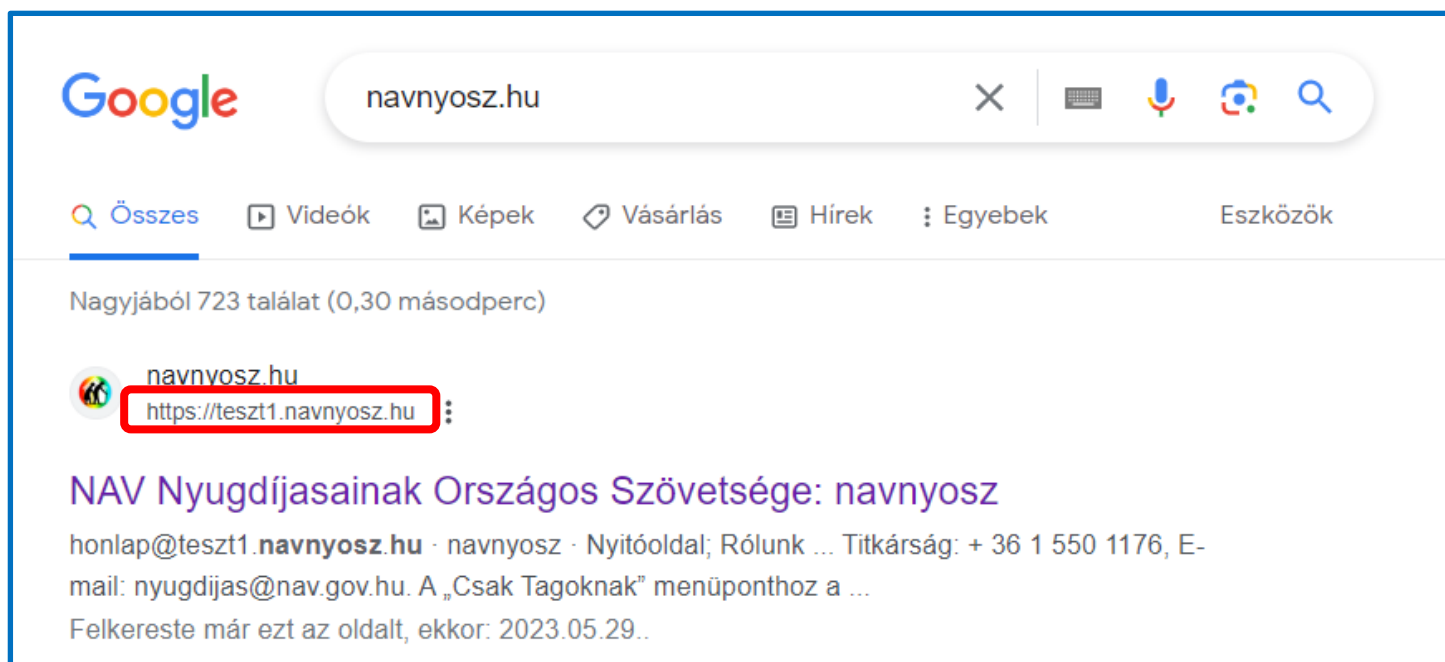 Google
navnyosz.hu
Összes Videók Képek Vásárlás Hírek Egyebek Eszközök
Nagyjából 723 találat (0,30 másodperc)
navnyosz.hu
https://teszt1.navnyosz.hu
NAV Nyugdíjasainak Országos Szövetsége: navnyosz
honlap@teszt1.navnyosz.hu · navnyosz · Nyitóoldal; Rólunk ... Titkárság: + 36 1 550 1176, E-
mail: nyugdijas@nav.gov.hu. A „Csak Tagoknak” menüponthoz a ...
Felkereste már ezt az oldalt, ekkor: 2023.05.29..